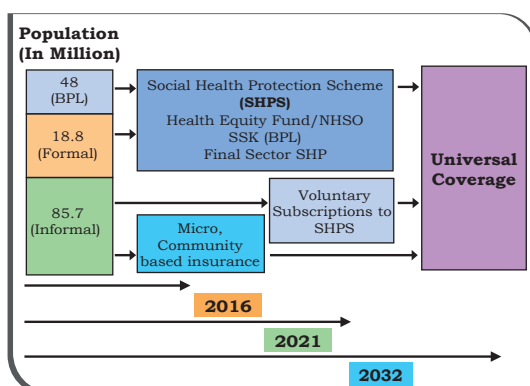 Population
(In Million)
48
(BPL)
18.8
(Formal)
85.7
(Informal)
Social Health Protection Scheme
(SHPS)
Health Equity Fund/NHSO
SSK (BPL)
Final Sector SHP
Voluntary
Subscriptions to
SHPS
Micro,
Community
based insurance
Universal
Coverage
2016
2021
2032